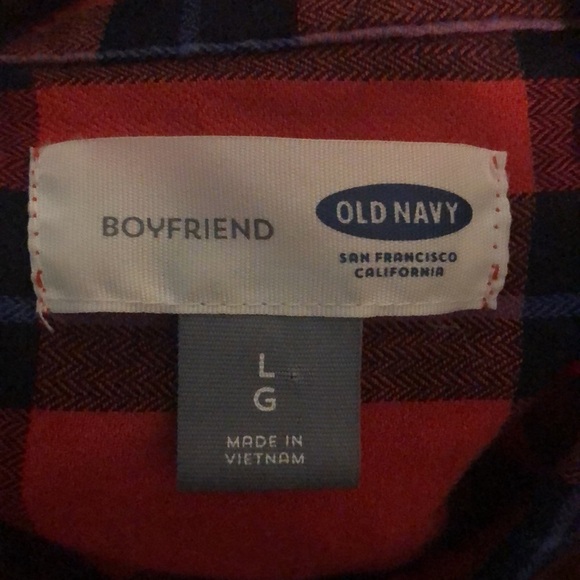 BOYFRIEND
OLD NAVY
SAN FRANCISCO
CALIFORNIA
L
G
MADE IN
VIETNAM